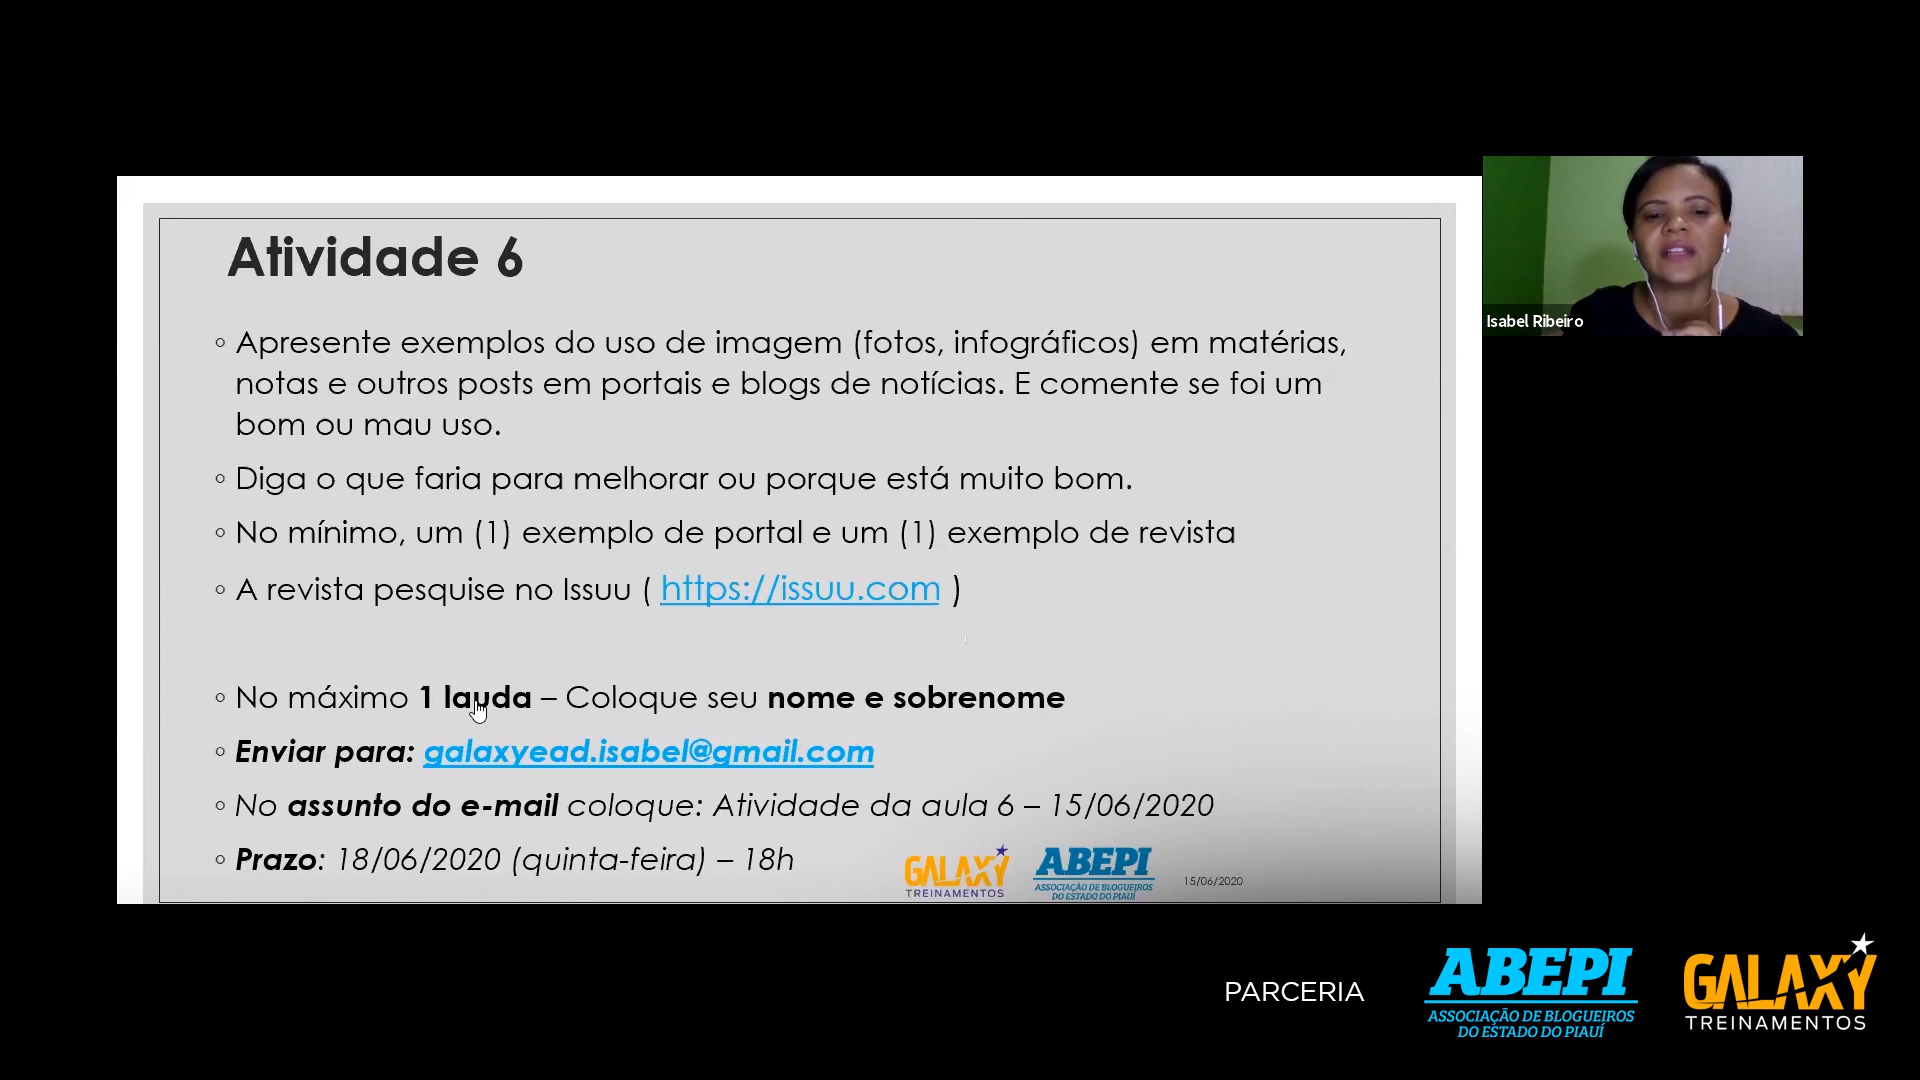 Atividade 6
◦ Apresente exemplos do uso de imagem (fotos, infográficos) em matérias,
notas e outros posts em portais e blogs de notícias. E comente se foi um
bom ou mau uso.
◦ Diga o que faria para melhorar ou porque está muito bom.
◦ No mínimo, um (1) exemplo de portal e um (1) exemplo de revista
◦ A revista pesquise no Issuu ( https://issuu.com )
◦ No máximo 1 lauda – Coloque seu nome e sobrenome
◦ Enviar para: galaxyead.isabel@gmail.com
◦ No assunto do e-mail coloque: Atividade da aula 6 – 15/06/2020
◦ Prazo: 18/06/2020 (quinta-feira) – 18h
GALAXY
TREINAMENTOS
ABEPI
ASSOCIAÇÃO DE BLOGUEIROS
DO ESTADO DO PIAUÍ
15/06/2020
Isabel Ribeiro
PARCERIA
ABEPI
ASSOCIAÇÃO DE BLOGUEIROS
DO ESTADO DO PIAUÍ
GALAXY
TREINAMENTOS